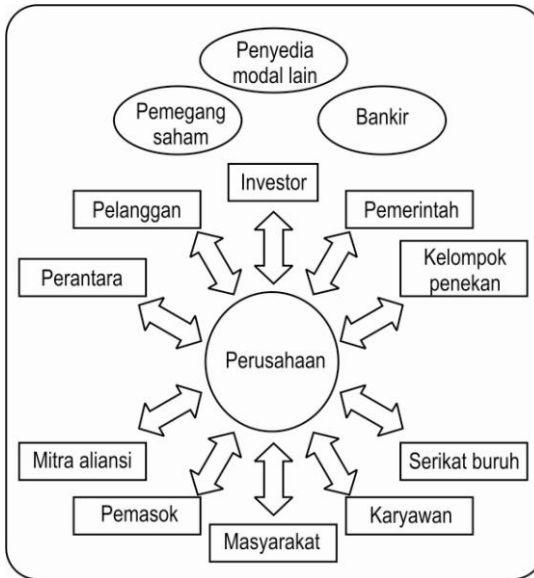 Penyedia
modal lain
Pemegang
saham
Bankir
Investor
Pelanggan
Pemerintah
Kelompok
penekan
Perantara
Perusahaan
Mitra aliansi
Serikat buruh
Pemasok
Karyawan
Masyarakat